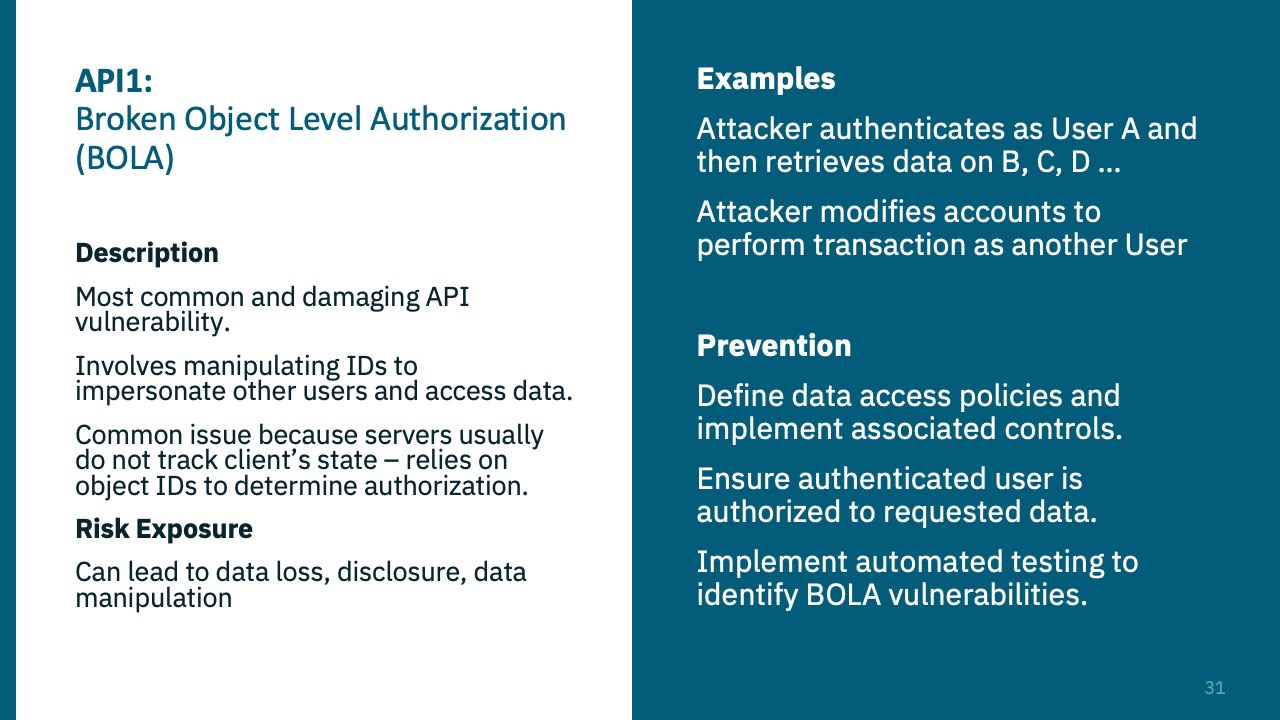 API1:
Broken Object Level Authorization
(BOLA)
Description
Most common and damaging API
vulnerability.
Involves manipulating IDs to
impersonate other users and access data.
Common issue because servers usually
do not track client’s state – relies on
object IDs to determine authorization.
Risk Exposure
Can lead to data loss, disclosure, data
manipulation
Examples
Attacker authenticates as User A and
then retrieves data on B, C, D ...
Attacker modifies accounts to
perform transaction as another User
Prevention
Define data access policies and
implement associated controls.
Ensure authenticated user is
authorized to requested data.
Implement automated testing to
identify BOLA vulnerabilities.
31